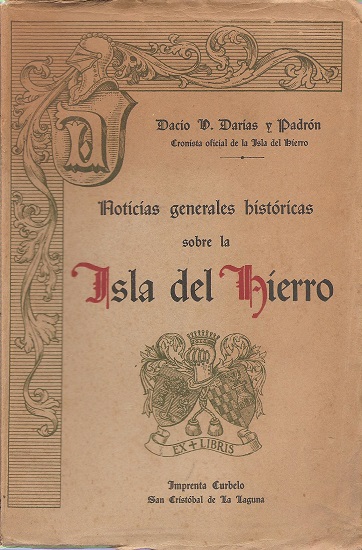 D
Dacio V. Darías y Padrón
Cronista oficial de la Isla del Hierro
Noticias generales históricas
sobre la
Isla del Hierro
EX + LIBRIS
Imprenta Curbelo
San Cristóbal de La Laguna